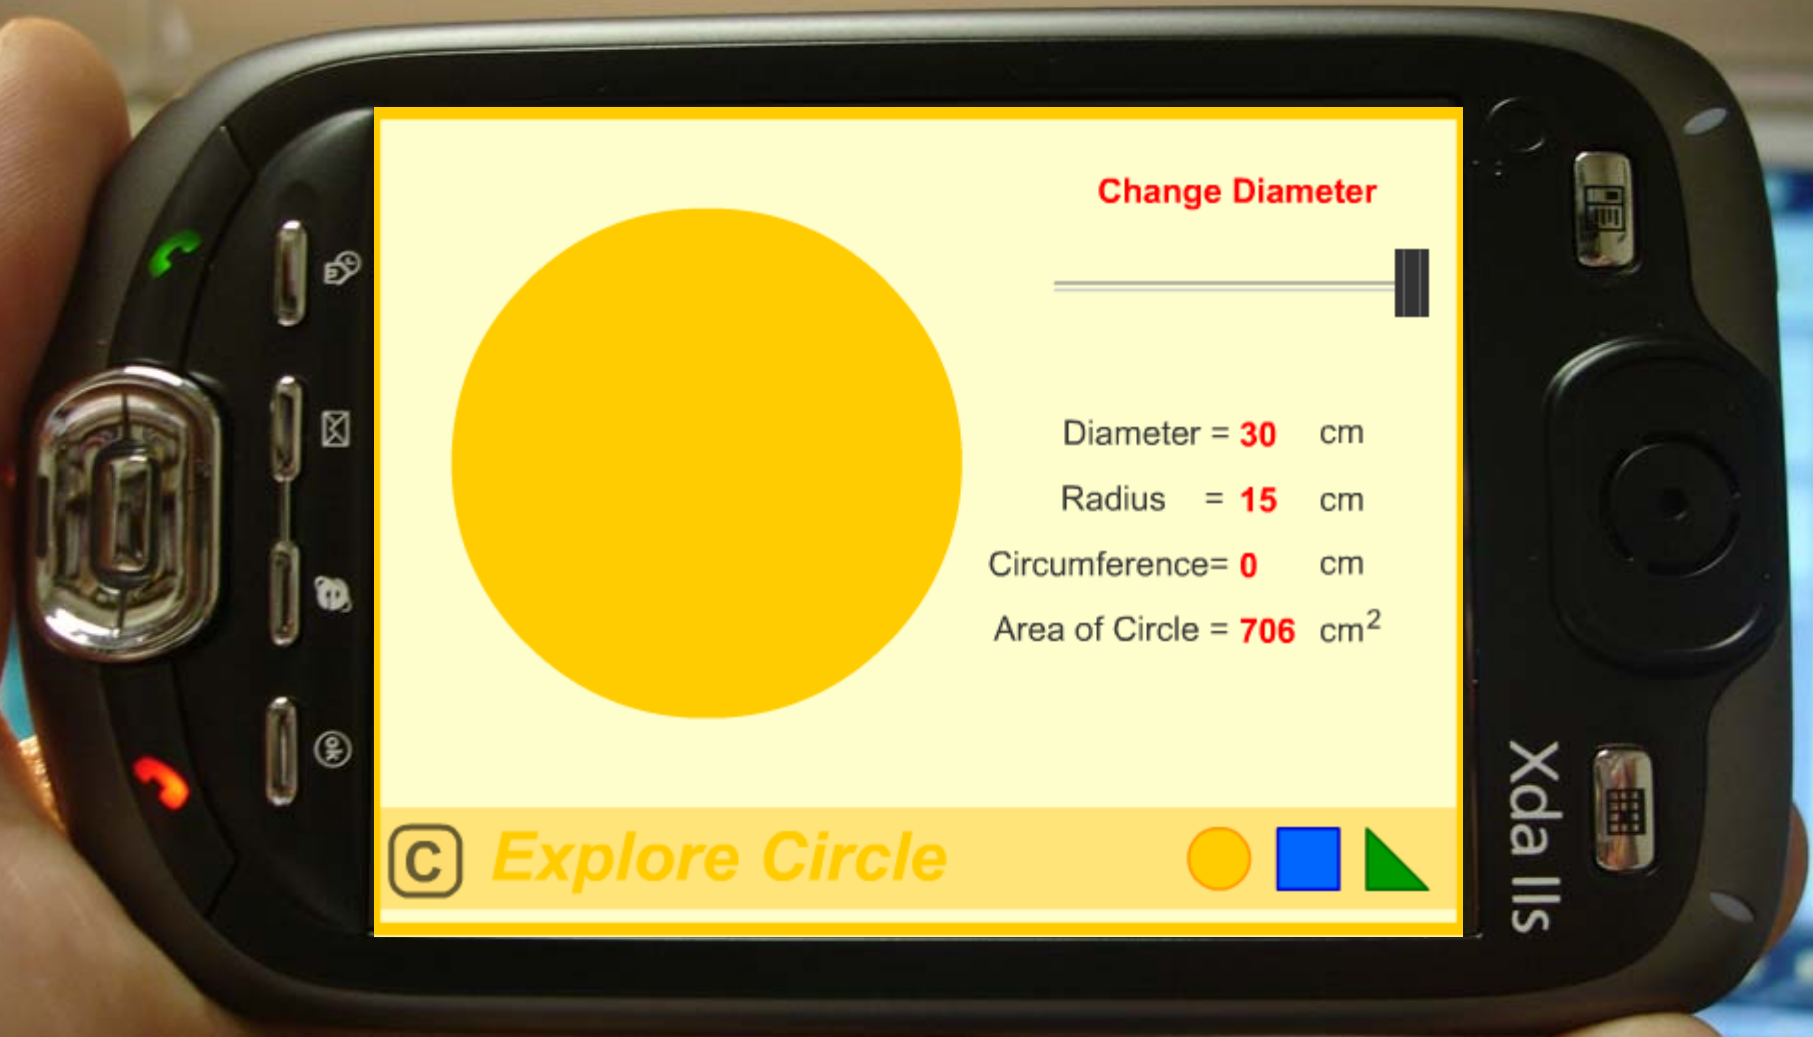 Change Diameter
Diameter = 30 cm
Radius = 15 cm
Circumference= 0 cm
Area of Circle = 706 cm²
C Explore Circle
ok
Xda IIs